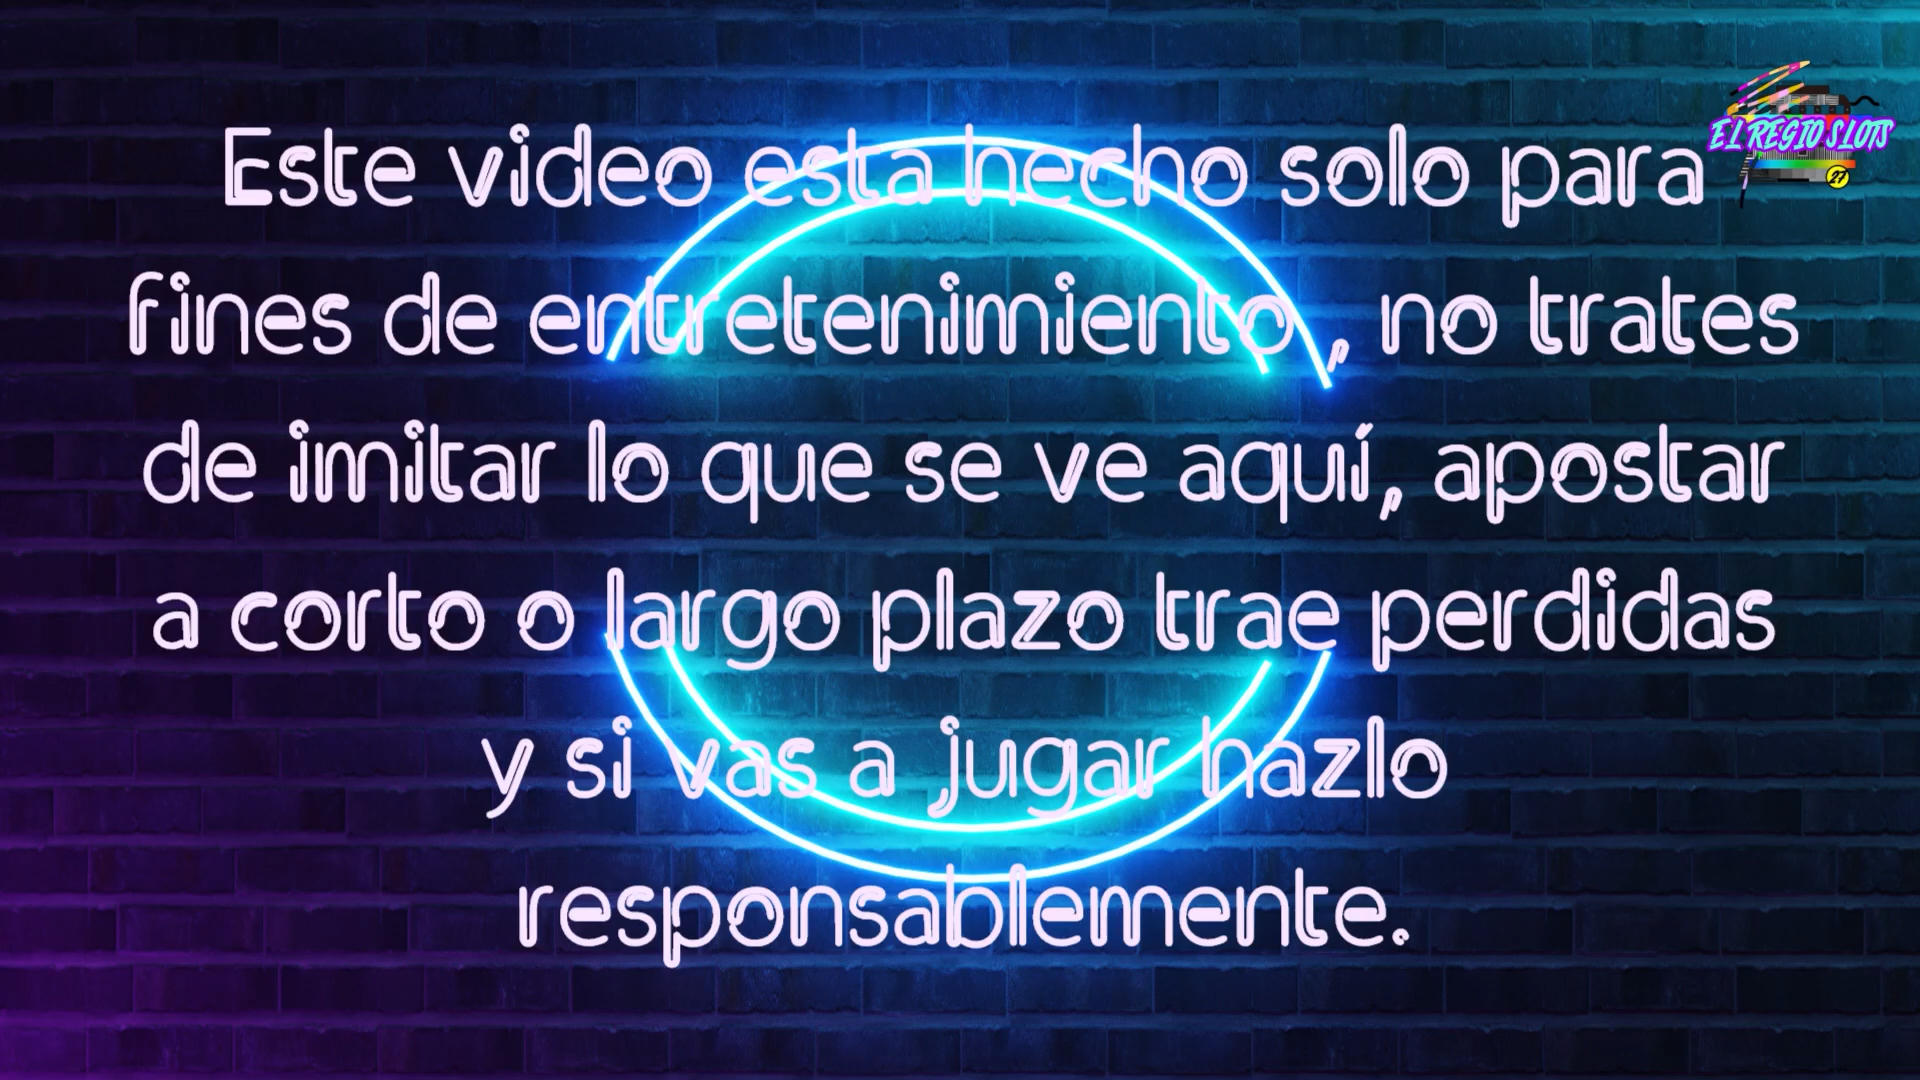 EL REGIO SLOTS
27
Este video esta hecho solo para
fines de entretenimiento , no trates
de imitar lo que se ve aquí, apostar
a corto o largo plazo trae perdidas
y si vas a jugar hazlo
responsablemente.